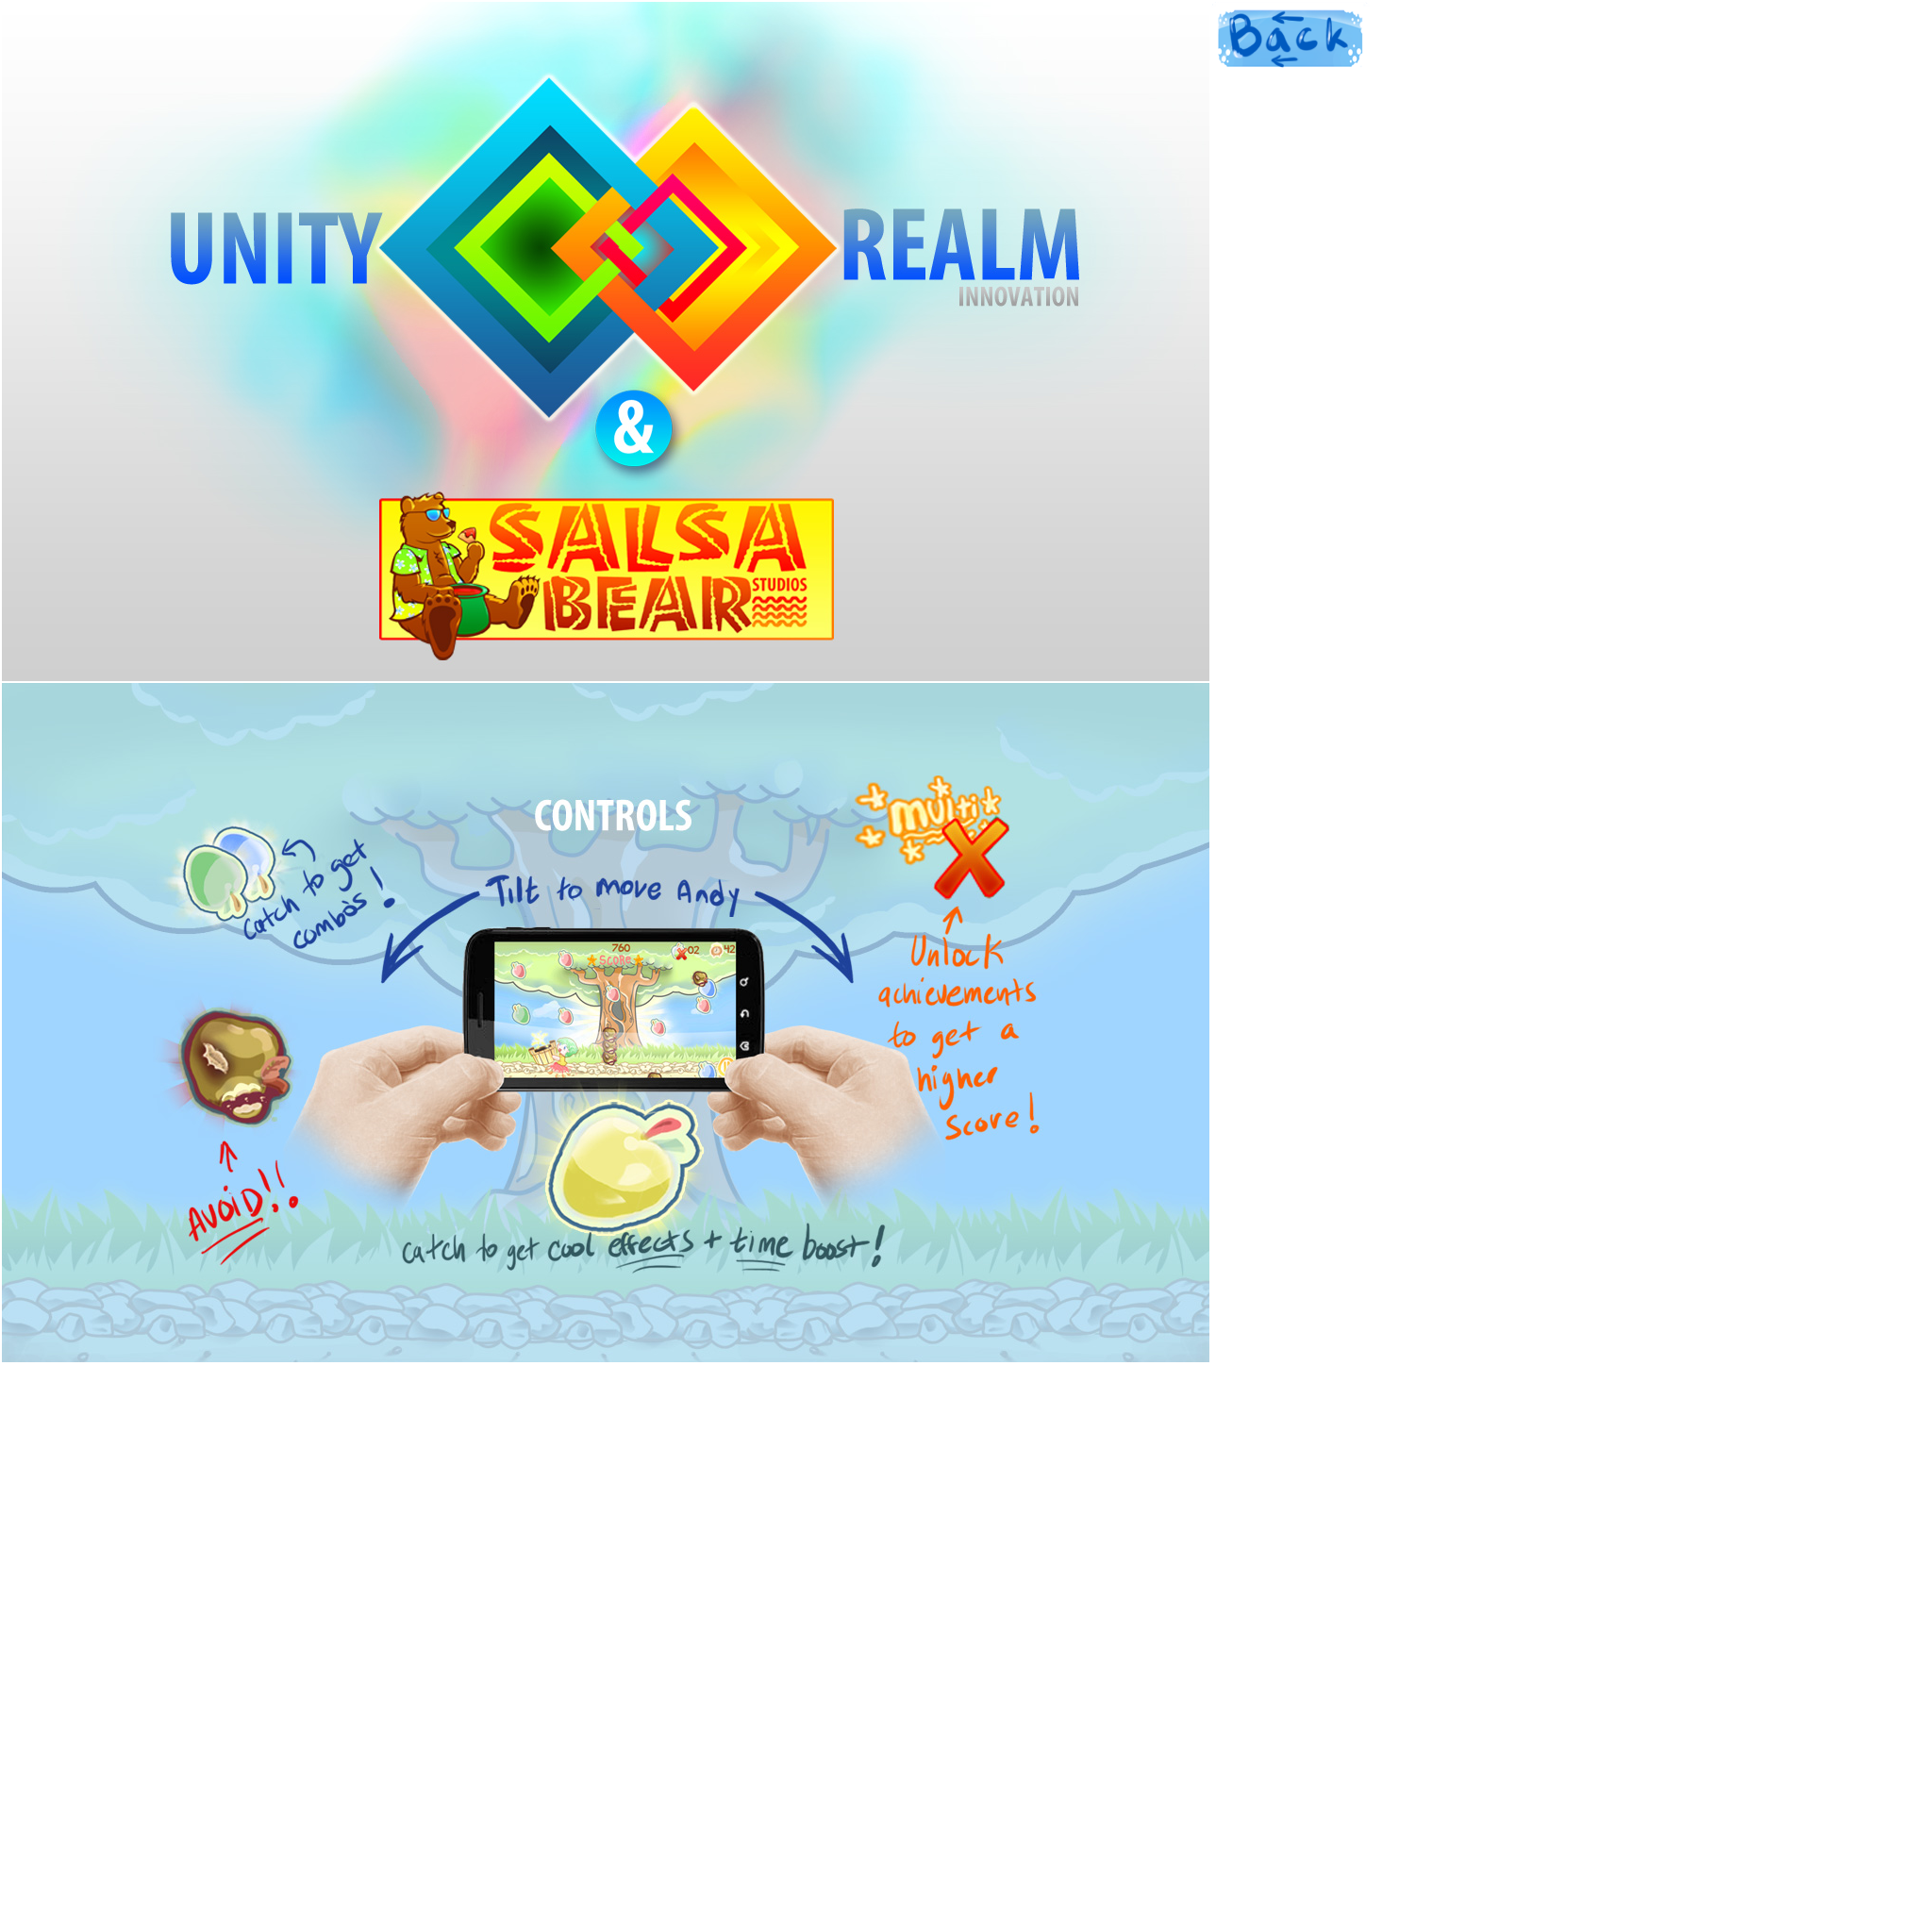 UNITY
REALM
INNOVATION
&
SALSA
BEAR
STUDIOS
Back
CONTROLS
multi
Tilt to move Andy
catch to get
combo's!
760
SCORE
02
42
Unlock
achievements
to get a
higher
Score!
AVOID!!
catch to get cool effects + time boost!